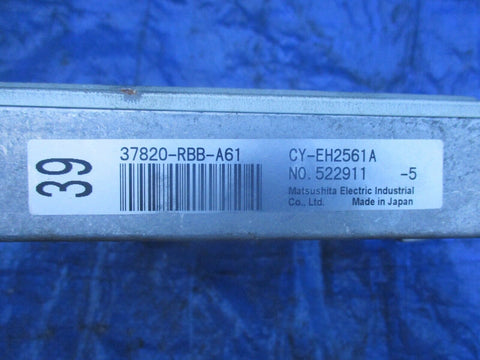 39
37820-RBB-A61
CY-EH2561A
NO.522911 -5
Matsushita Electric Industrial
Co., Ltd. Made in Japan